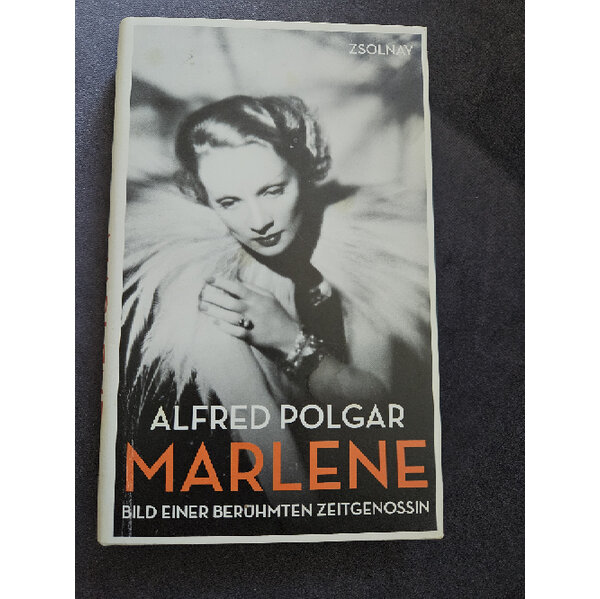 ZSOLNAY
ALFRED POLGAR
MARLENE
BILD EINER BERÜHMTEN ZEITGENOSSIN